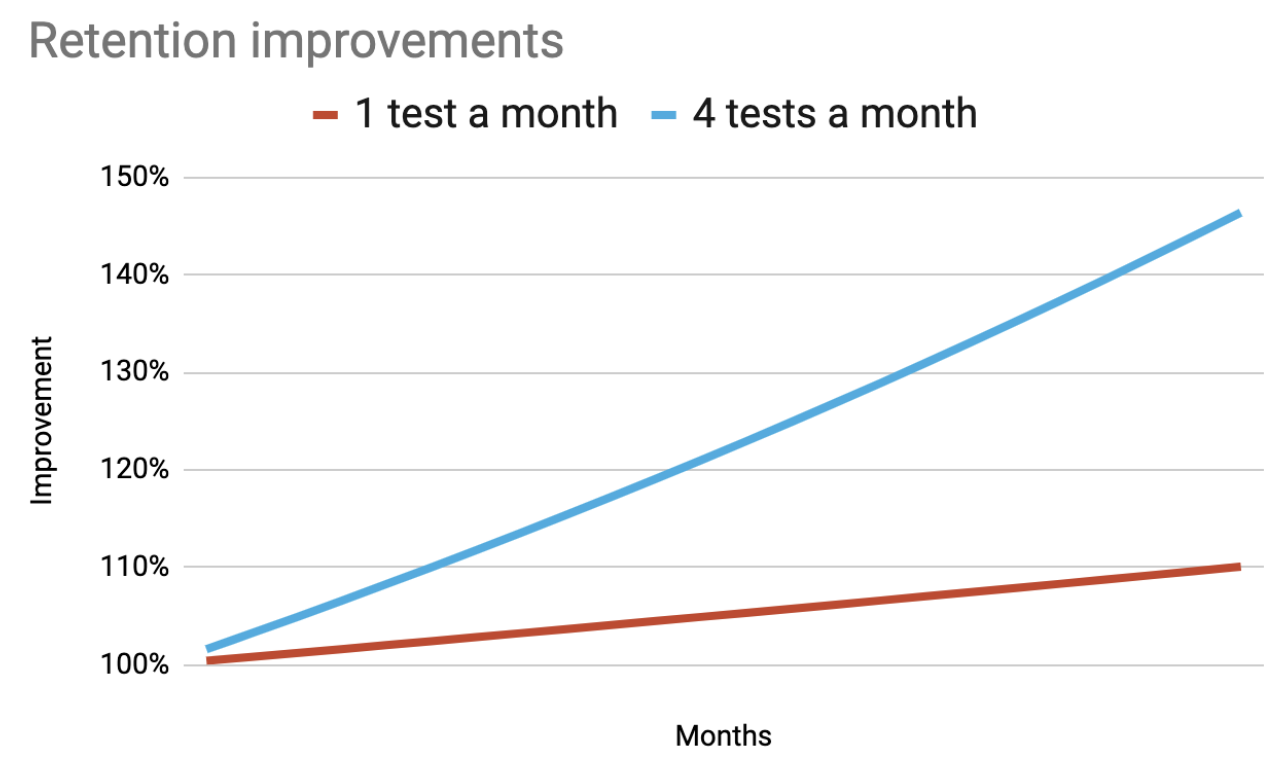 Retention improvements
1 test a month
4 tests a month
150%
140%
130%
120%
110%
100%
Improvement
Months